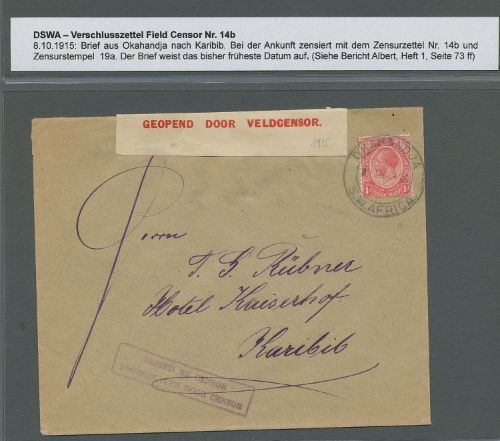 DSWA – Verschlusszettel Field Censor Nr. 14b
8.10.1915: Brief aus Okahandja nach Karibib. Bei der Ankunft zensiert mit dem Zensurzettel Nr. 14b und
Zensurstempel 19a. Der Brief weist das bisher früheste Datum auf. (Siehe Bericht Albert, Heft 1, Seite 73 ff)
GEOPEND DOOR VELDCENSOR.
1915
OKAHANDJA
S.W. AFRICA
Herrn
T. G. Rübner
Hotel Kaiserhof
Karibib
PASSED BY CENSOR
DOOR CENSOR